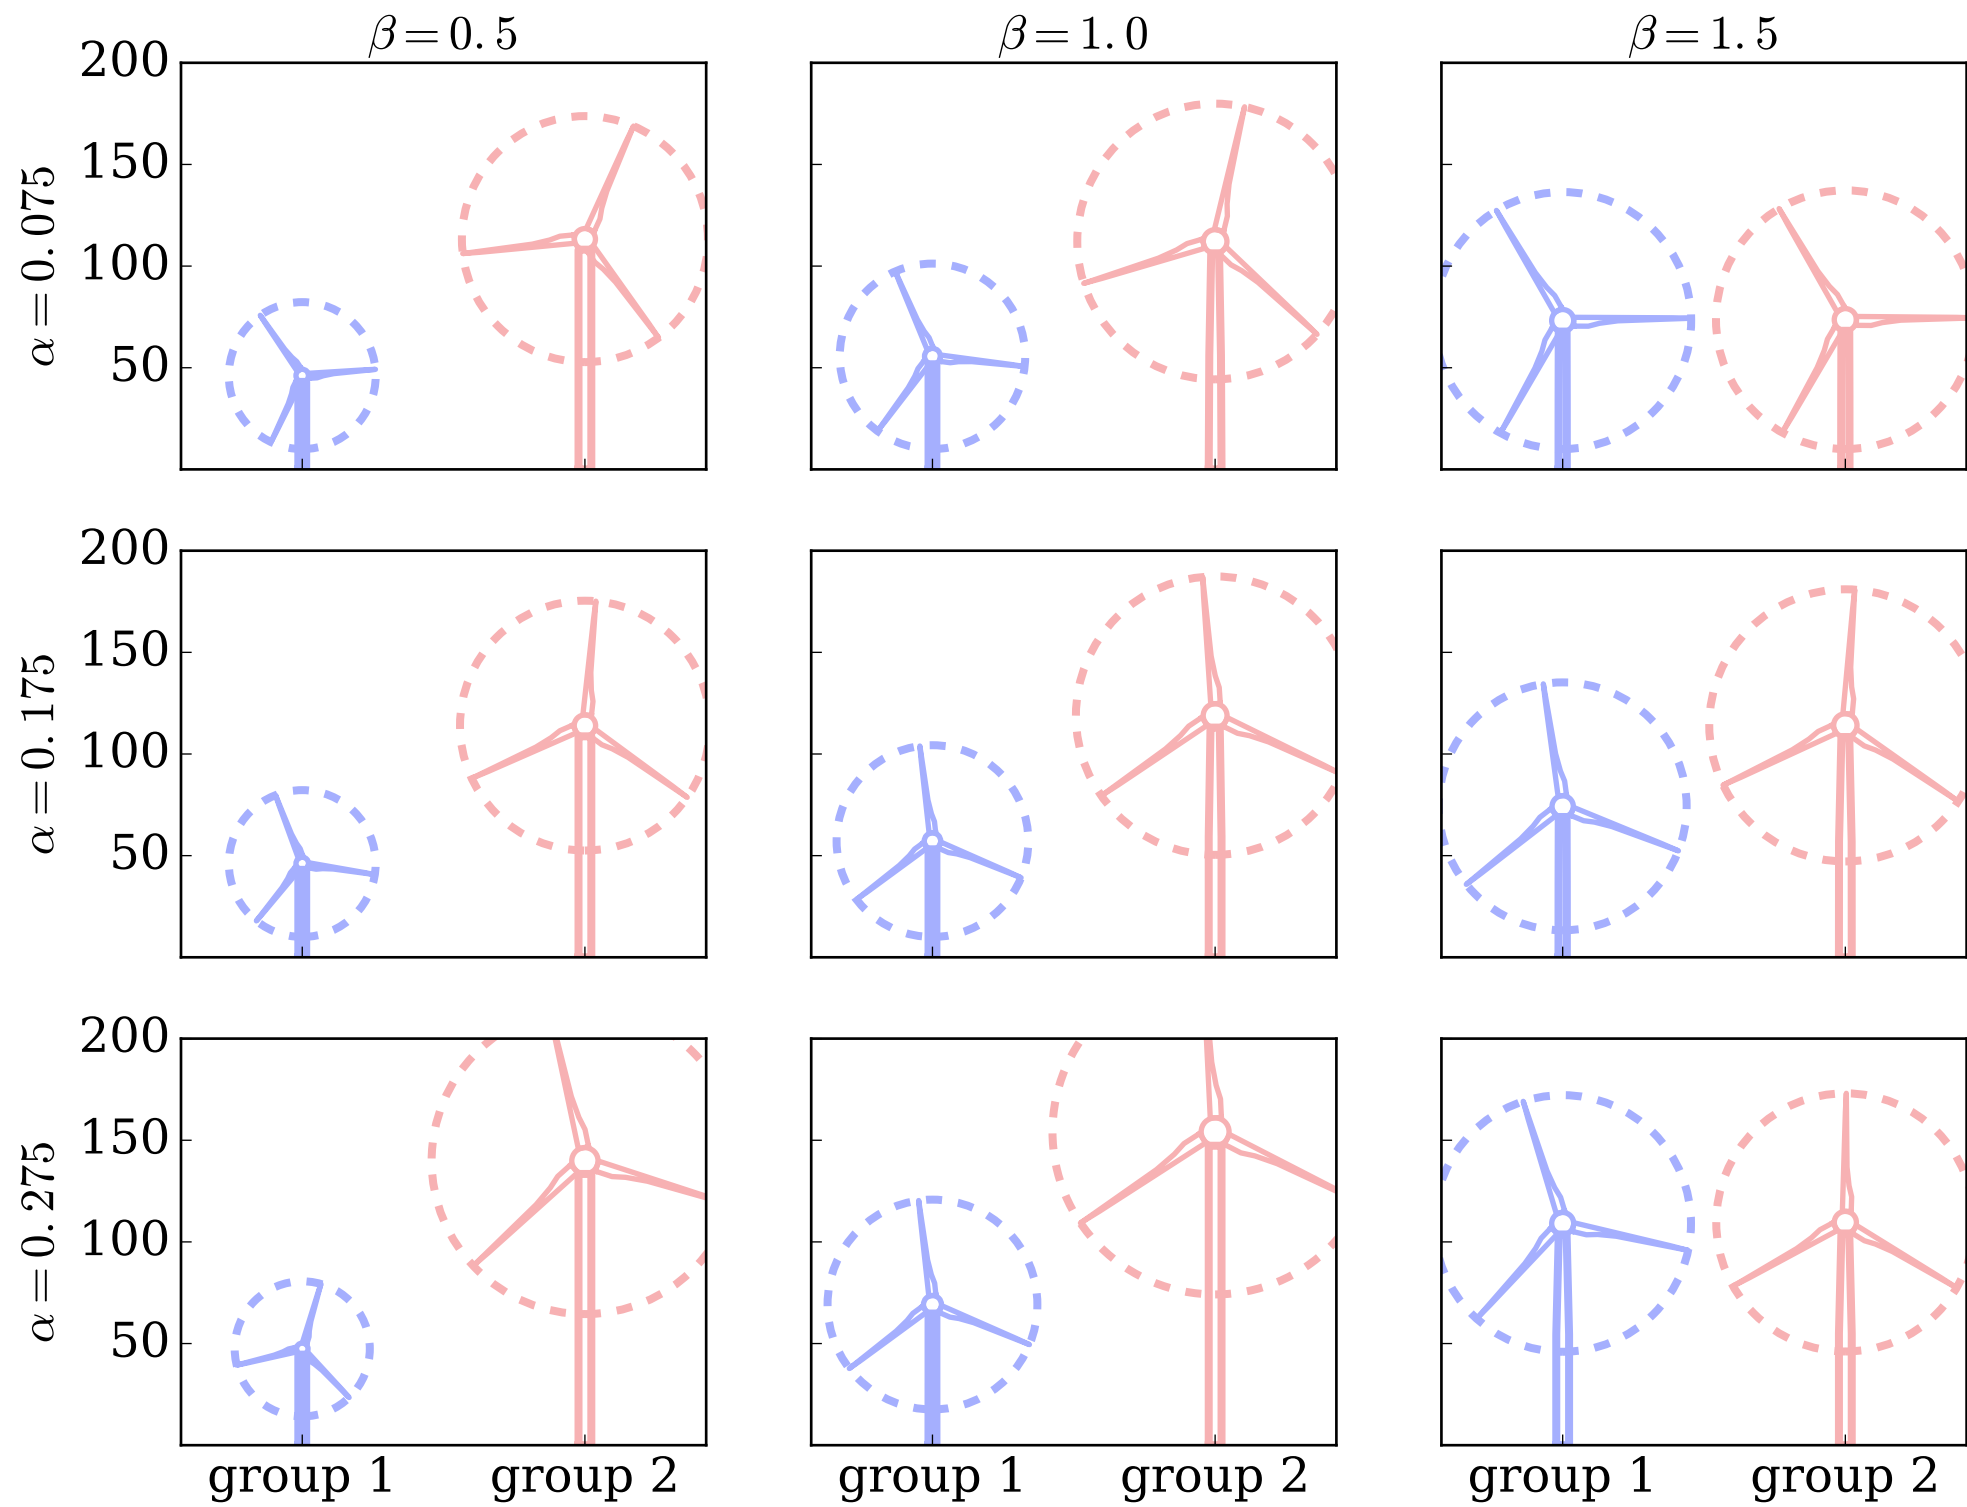 β = 0.5 β = 1.0 β = 1.5
α = 0.075
200
150
100
50
α = 0.175
200
150
100
50
α = 0.275
200
150
100
50
group 1 group 2 group 1 group 2 group 1 group 2